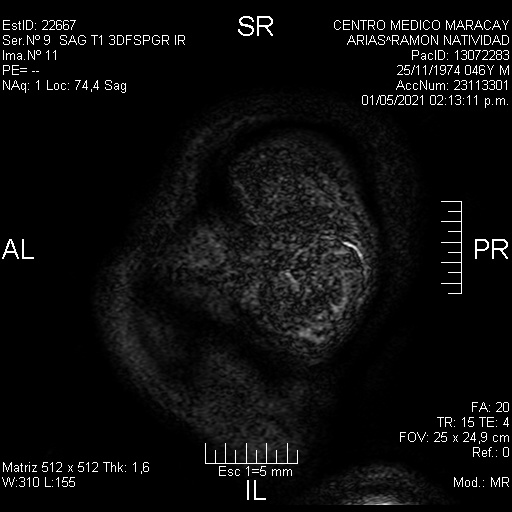 EstID: 22667
Ser.Nº 9 SAG T1 3DFSPGR IR
Ima.Nº 11
PE= --
NAq: 1 Loc: 74,4 Sag
SR
CENTRO MEDICO MARACAY
ARIAS^RAMON NATIVIDAD
PacID: 13072283
25/11/1974 046Y M
AccNum: 23113301
01/05/2021 02:13:11 p.m.
AL
PR
FA: 20
TR: 15 TE: 4
FOV: 25 x 24,9 cm
Ref.: 0
Mod.: MR
Matriz 512 x 512 Thk: 1,6
W:310 L:155
Esc 1=5 mm
IL